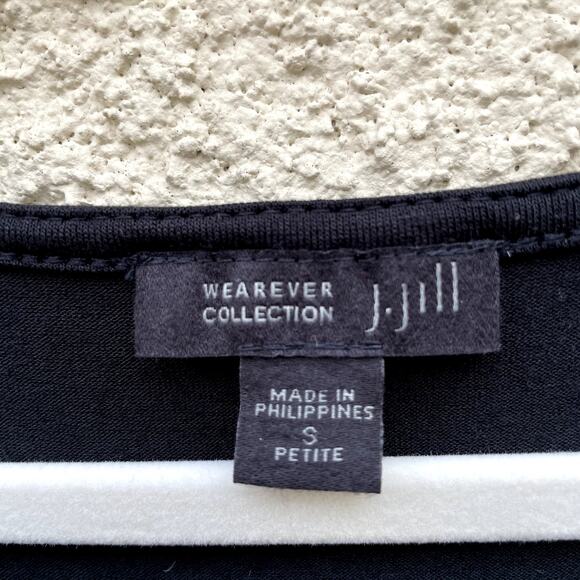 WEAREVER
COLLECTION
J.Jill
MADE IN
PHILIPPINES
S
PETITE